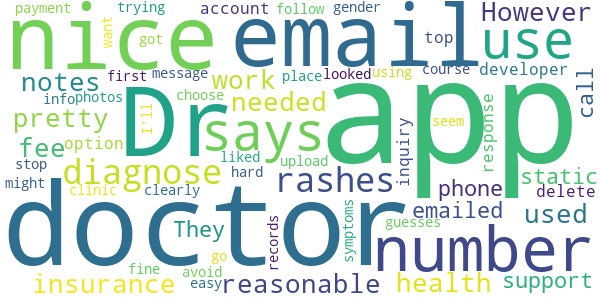 payment trying account follow gender top However
nice email use
want got
info photos first message place looked using course developer
notes Dr work needed app call
pretty says I'll choose seem
fee option liked upload inquiry response static
stop diagnose rashes phone delete
might clinic clearly hard
doctor records symptoms guesses emailed used
They go number
fine avoid easy
insurance reasonable health support